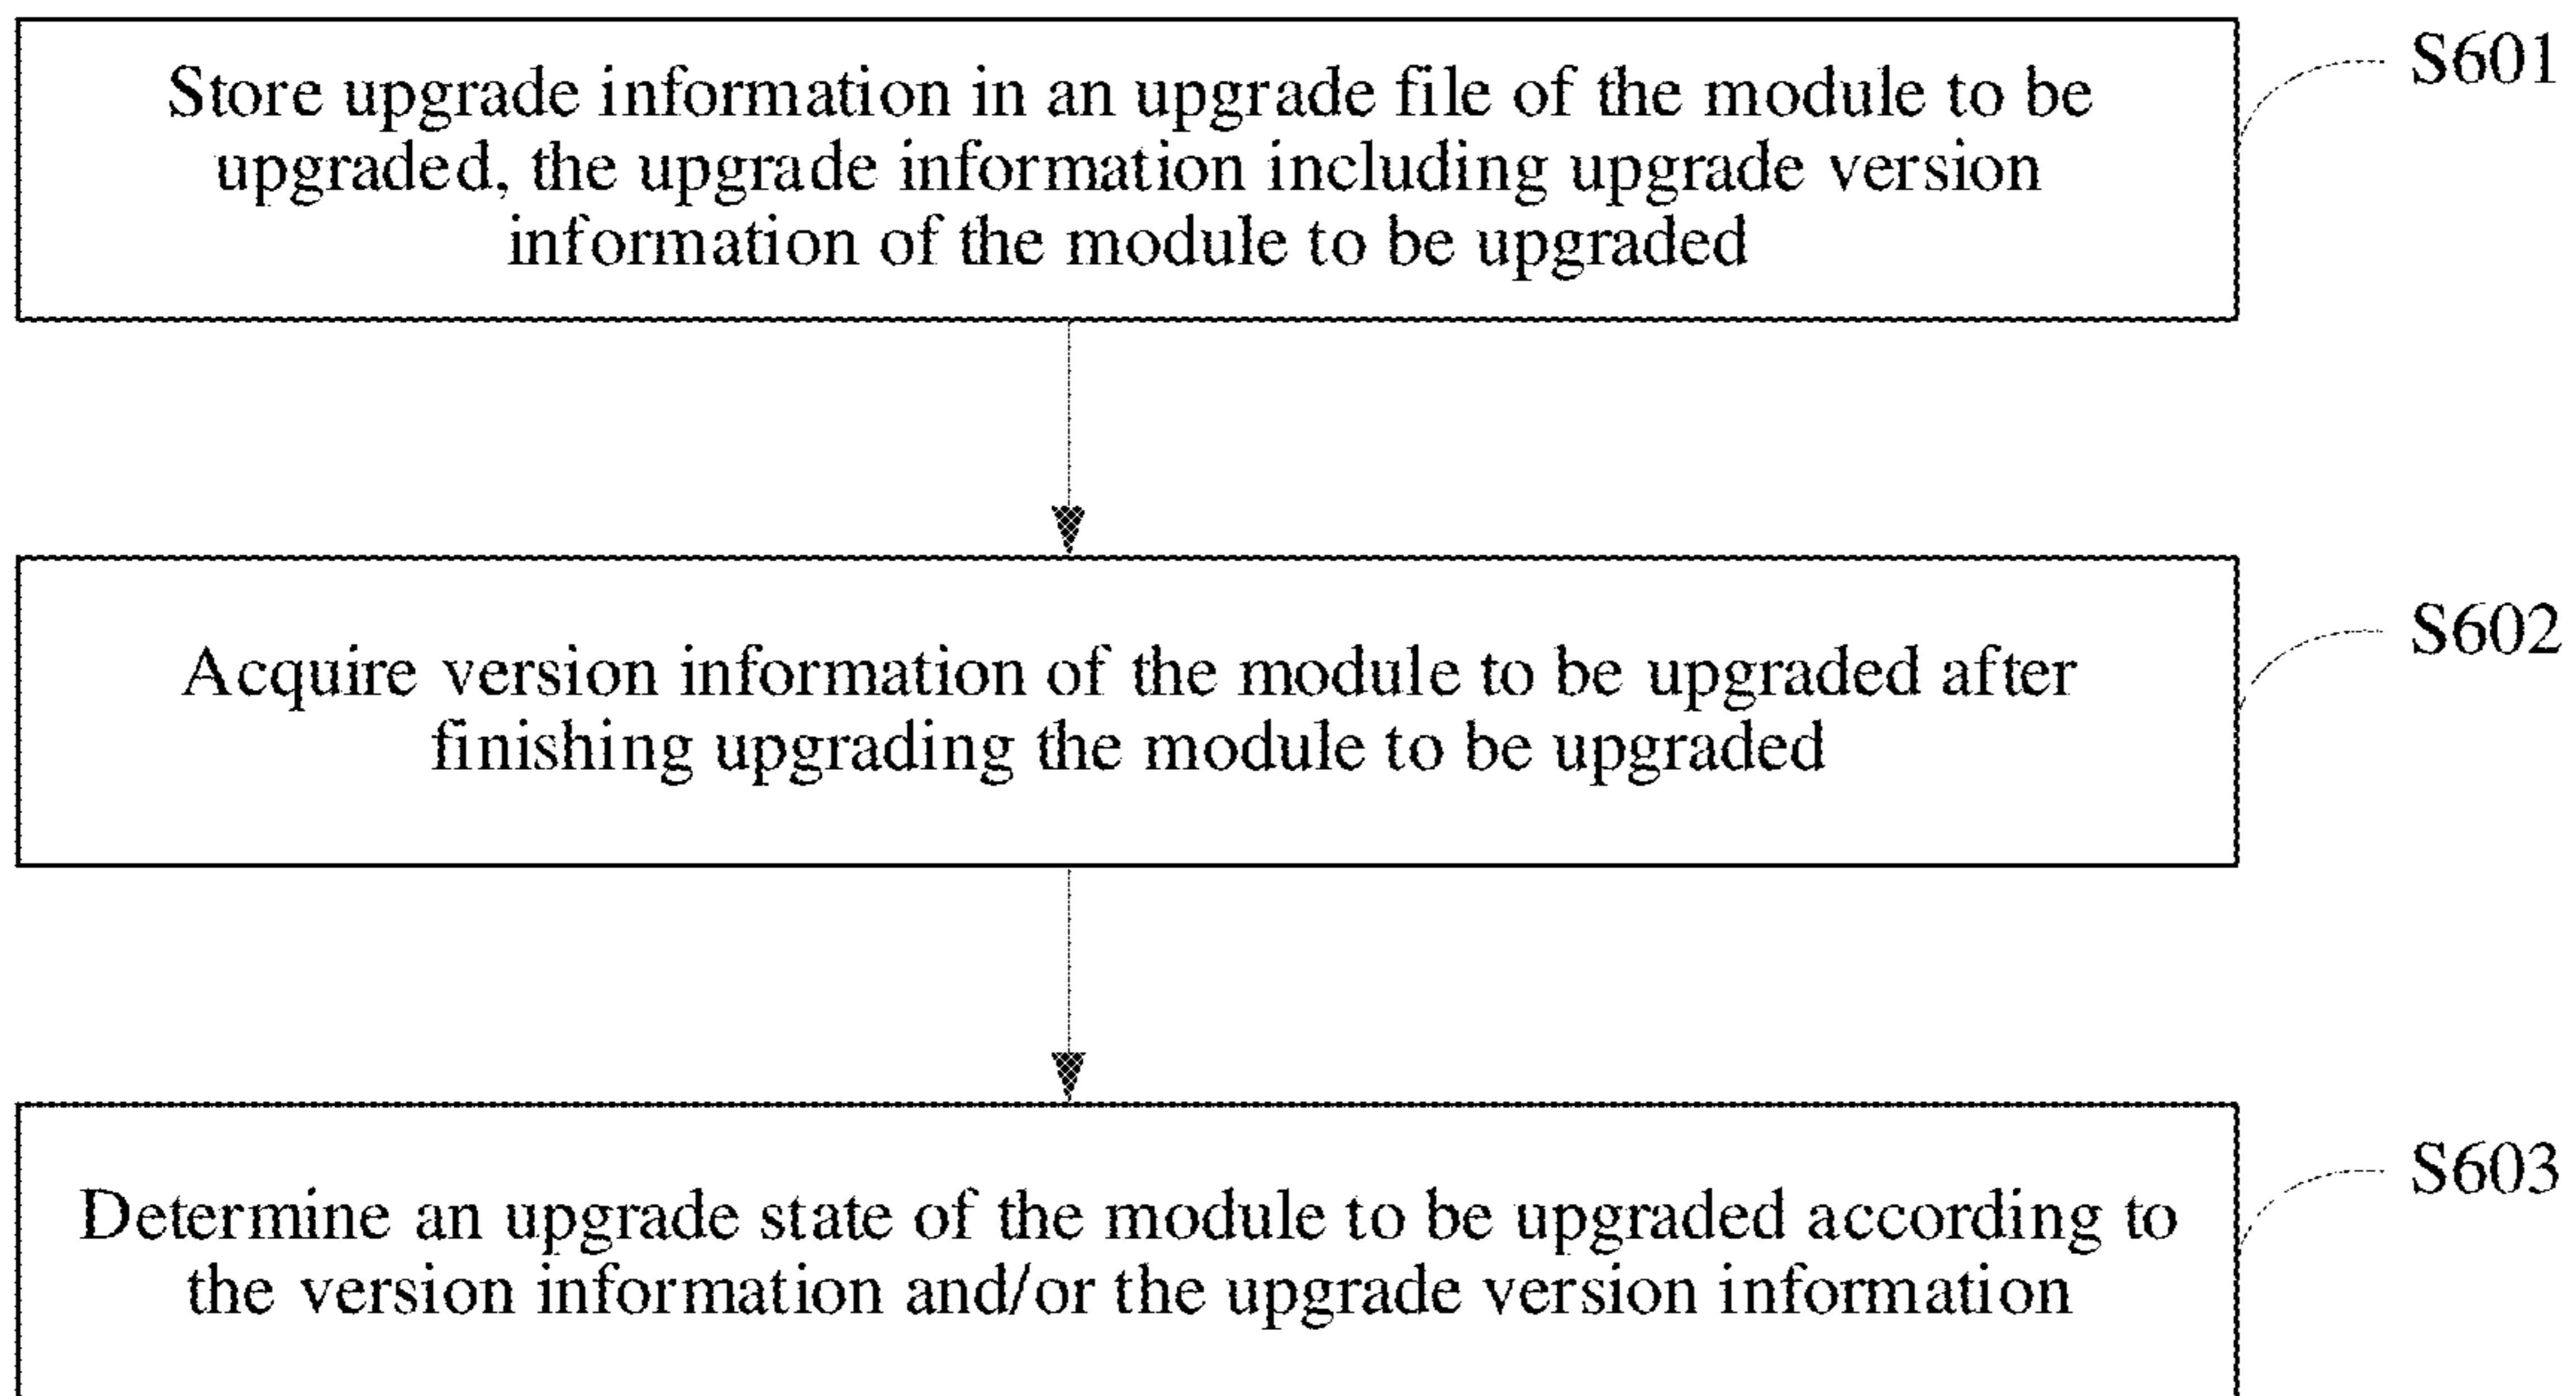 Store upgrade information in an upgrade file of the module to be
upgraded, the upgrade information including upgrade version
information of the module to be upgraded
S601
Acquire version information of the module to be upgraded after
finishing upgrading the module to be upgraded
S602
Determine an upgrade state of the module to be upgraded according to
the version information and/or the upgrade version information
S603